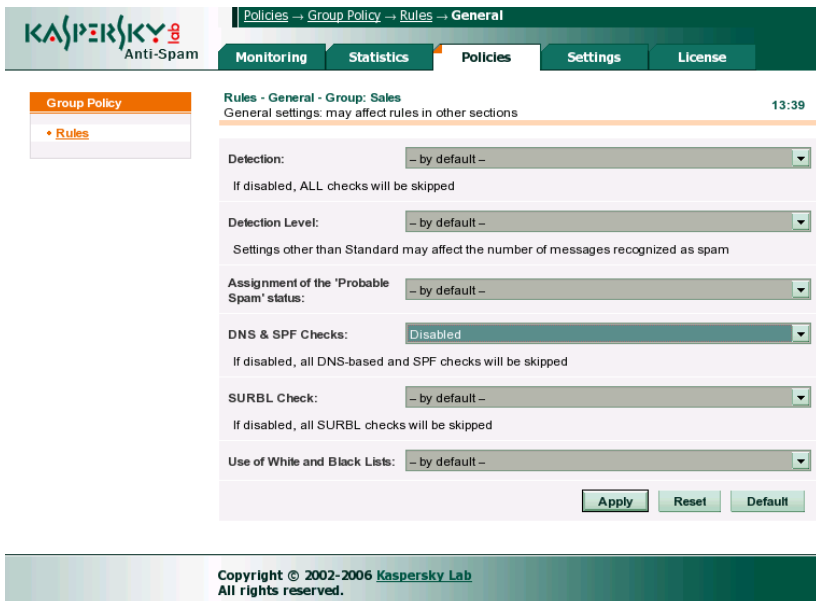 Policies → Group Policy → Rules → General
KASPERSKY lab
Anti-Spam
Monitoring Statistics Policies Settings License
Group Policy
• Rules
Rules - General - Group: Sales
General settings: may affect rules in other sections
13:39
Detection: – by default –
If disabled, ALL checks will be skipped
Detection Level: – by default –
Settings other than Standard may affect the number of messages recognized as spam
Assignment of the 'Probable
Spam' status: – by default –
DNS & SPF Checks: Disabled
If disabled, all DNS-based and SPF checks will be skipped
SURBL Check: – by default –
If disabled, all SURBL checks will be skipped
Use of White and Black Lists: – by default –
Apply Reset Default
Copyright © 2002-2006 Kaspersky Lab
All rights reserved.